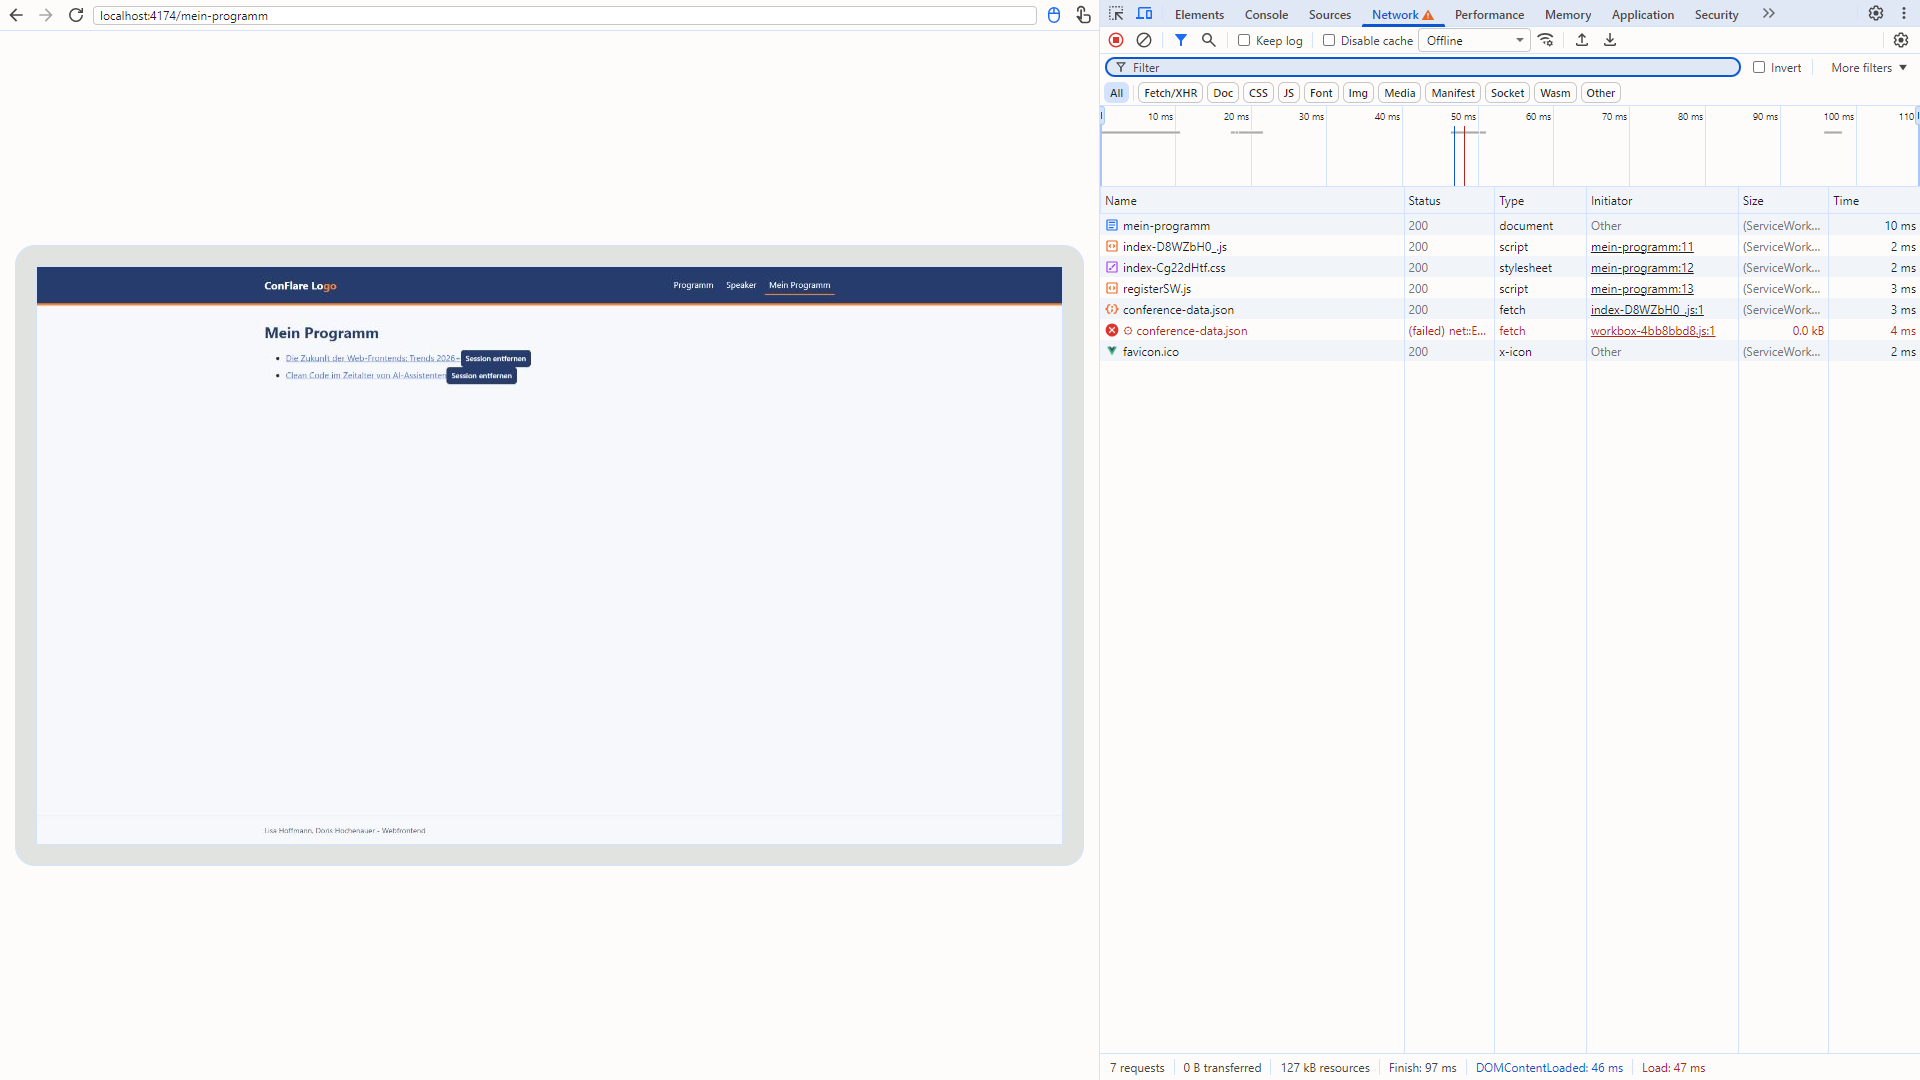 localhost:4174/mein-programm
Elements Console Sources Network Performance Memory Application Security
Keep log Disable cache Offline
Filter Invert More filters
All Fetch/XHR Doc CSS JS Font Img Media Manifest Socket Wasm Other
10 ms 20 ms 30 ms 40 ms 50 ms 60 ms 70 ms 80 ms 90 ms 100 ms 110
Name Status Type Initiator Size Time
mein-programm 200 document Other (ServiceWork... 10 ms
index-D8WZbH0_.js 200 script mein-programm:11 (ServiceWork... 2 ms
index-Cg22dHtf.css 200 stylesheet mein-programm:12 (ServiceWork... 2 ms
registerSW.js 200 script mein-programm:13 (ServiceWork... 3 ms
conference-data.json 200 fetch index-D8WZbH0_.js:1 (ServiceWork... 3 ms
conference-data.json (failed) net::E... fetch workbox-4bb8bbd8.js:1 0.0 kB 4 ms
favicon.ico 200 x-icon Other (ServiceWork... 2 ms
ConFlare Logo Programm Speaker Mein Programm
Mein Programm
Die Zukunft der Web-Frontends: Trends 2026+ Session entfernen
Clean Code im Zeitalter von AI-Assistenten Session entfernen
Lisa Hoffmann, Doris Hochenauer - Webfrontend
7 requests 0 B transferred 127 kB resources Finish: 97 ms DOMContentLoaded: 46 ms Load: 47 ms